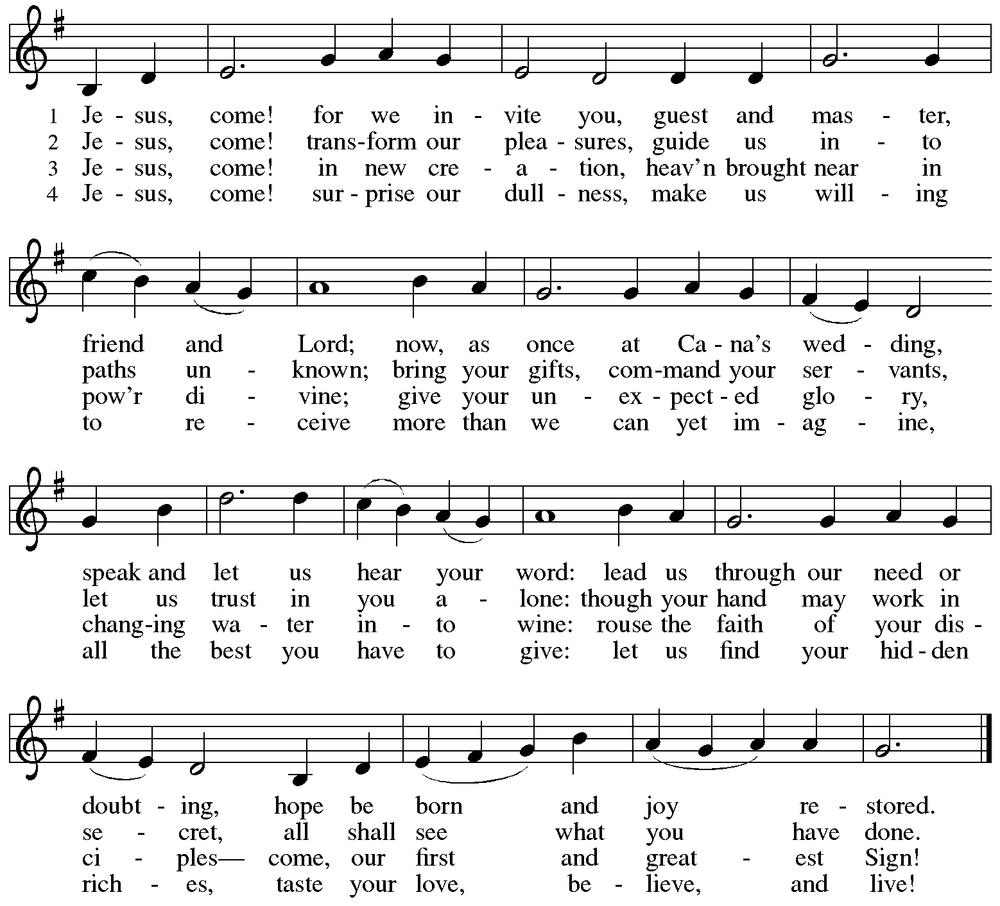 1 Je - sus, come! for we in - vite you, guest and mas - ter,
2 Je - sus, come! trans-form our plea - sures, guide us in - to
3 Je - sus, come! in new cre - a - tion, heav'n brought near in
4 Je - sus, come! sur - prise our dull - ness, make us will - ing
friend and Lord; now, as once at Ca - na's wed - ding,
paths un - known; bring your gifts, com-mand your ser - vants,
pow'r di - vine; give your un - ex - pect - ed glo - ry,
to re - ceive more than we can yet im - ag - ine,
speak and let us hear your word: lead us through our need or
let us trust in you a - lone: though your hand may work in
chang-ing wa - ter in - to wine: rouse the faith of your dis -
all the best you have to give: let us find your hid - den
doubt - ing, hope be born and joy re - stored.
se - cret, all shall see what you have done.
ci - ples— come, our first and great - est Sign!
rich - es, taste your love, be - lieve, and live!